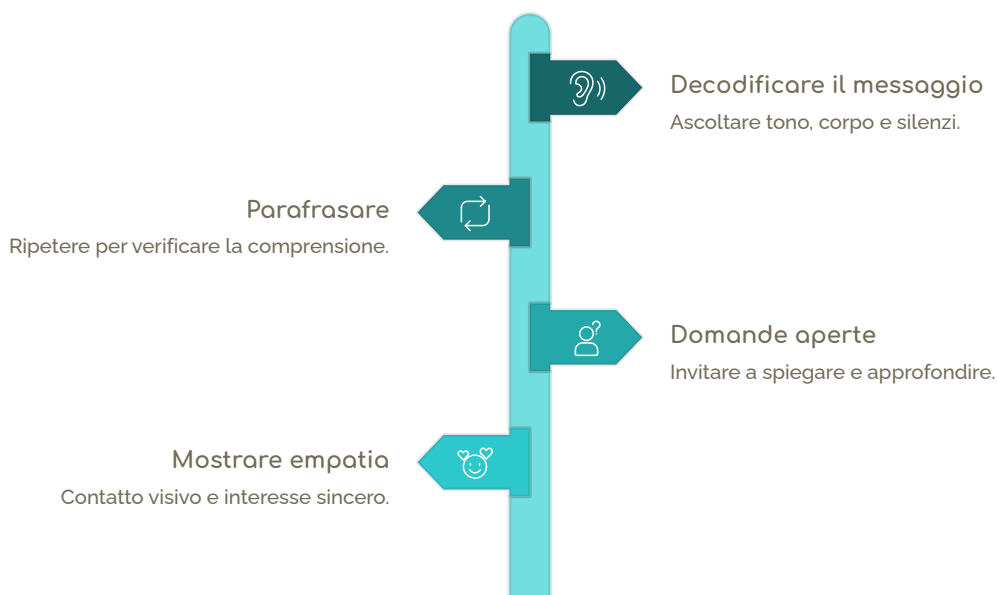 Decodificare il messaggio
Ascoltare tono, corpo e silenzi.
Parafrasare
Ripetere per verificare la comprensione.
Domande aperte
Invitare a spiegare e approfondire.
Mostrare empatia
Contatto visivo e interesse sincero.